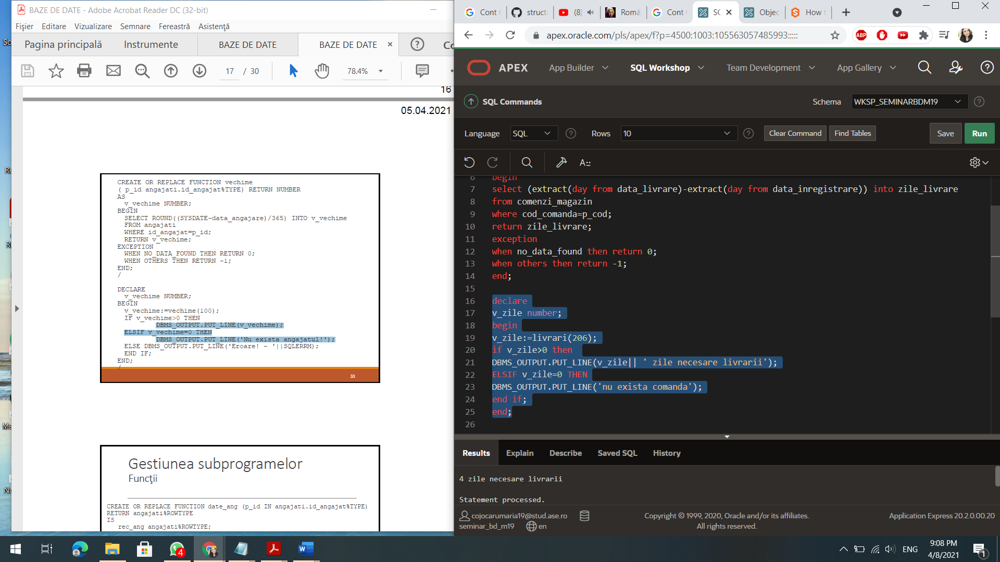 BAZE DE DATE - Adobe Acrobat Reader DC (32-bit)
Fișier Editare Vizualizare Semnare Fereastră Asistență
Pagina principală Instrumente BAZE DE DATE BAZE DE DATE
17 / 30 78.4%
16
05.04.2021
CREATE OR REPLACE FUNCTION vechime
( p_id angajati.id_angajat%TYPE) RETURN NUMBER
AS
v_vechime NUMBER;
BEGIN
SELECT ROUND((SYSDATE-data_angajare)/365) INTO v_vechime
FROM angajati
WHERE id_angajat=p_id;
RETURN v_vechime;
EXCEPTION
WHEN NO_DATA_FOUND THEN RETURN 0;
WHEN OTHERS THEN RETURN -1;
END;
/
DECLARE
v_vechime NUMBER;
BEGIN
v_vechime:=vechime(100);
IF v_vechime>0 THEN
DBMS_OUTPUT.PUT_LINE(v_vechime);
ELSIF v_vechime=0 THEN
DBMS_OUTPUT.PUT_LINE('Nu exista angajatul!');
ELSE DBMS_OUTPUT.PUT_LINE('Eroare! - '||SQLERRM);
END IF;
END;
/
33
Gestiunea subprogramelor
Funcţii
CREATE OR REPLACE FUNCTION date_ang (p_id IN angajati.id_angajat%TYPE)
RETURN angajati%ROWTYPE
IS
rec_ang angajati%ROWTYPE;
Cont struct (8) Româ Cont SC Objec How t
apex.oracle.com/pls/apex/f?p=4500:1003:105563057485993:::::
ABP
APEX App Builder SQL Workshop Team Development App Gallery
SQL Commands Schema WKSP_SEMINARBDM19
Language SQL Rows 10 Clear Command Find Tables Save Run
A::
6 begin
7 select (extract(day from data_livrare)-extract(day from data_inregistrare)) into zile_livrare
8 from comenzi_magazin
9 where cod_comanda=p_cod;
10 return zile_livrare;
11 exception
12 when no_data_found then return 0;
13 when others then return -1;
14 end;
15
16 declare
17 v_zile number;
18 begin
19 v_zile:=livrari(206);
20 if v_zile>0 then
21 DBMS_OUTPUT.PUT_LINE(v_zile|| ' zile necesare livrarii');
22 ELSIF v_zile=0 THEN
23 DBMS_OUTPUT.PUT_LINE('nu exista comanda');
24 end if;
25 end;
26
Results Explain Describe Saved SQL History
4 zile necesare livrarii
Statement processed.
cojocarumaria19@stud.ase.ro
seminar_bd_m19 en
Copyright © 1999, 2020, Oracle and/or its affiliates.
All rights reserved.
Application Express 20.2.0.00.20
4
ENG
9:08 PM
4/8/2021
1